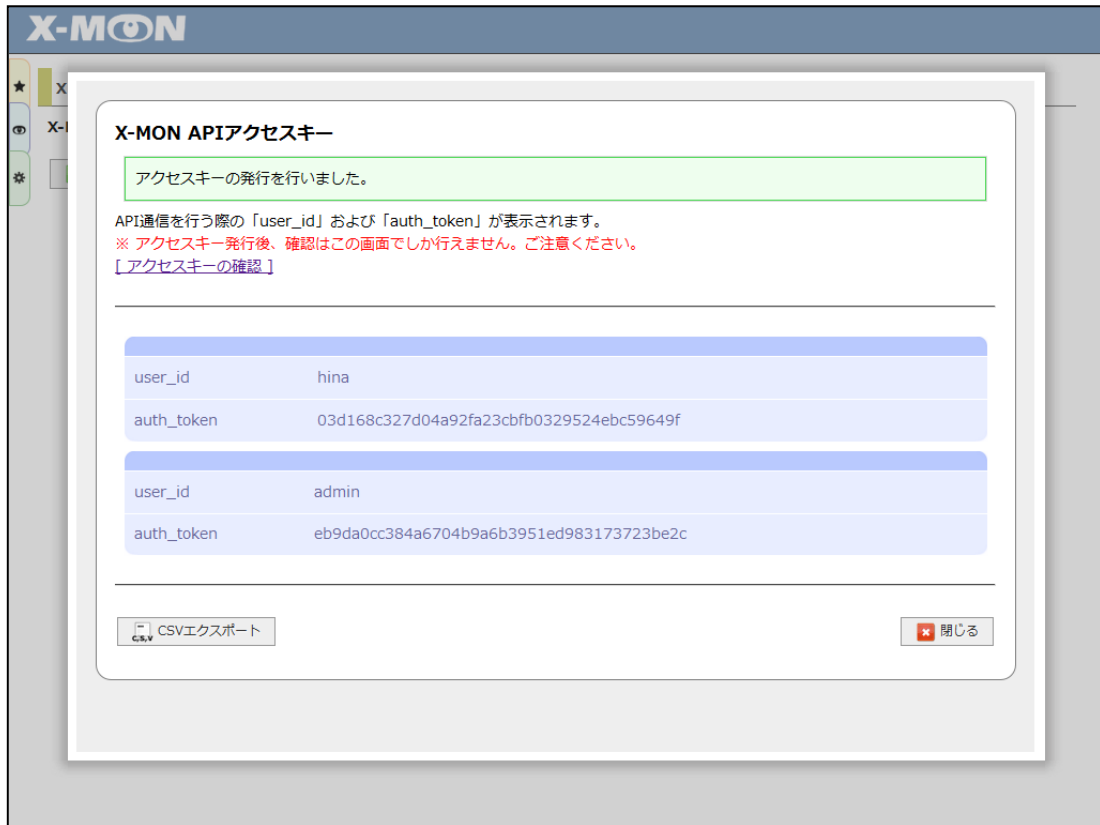 X-MON
X
X-
X-MON APIアクセスキー
アクセスキーの発行を行いました。
API通信を行う際の「user_id」および「auth_token」が表示されます。
※ アクセスキー発行後、確認はこの画面でしか行えません。ご注意ください。
[ アクセスキーの確認 ]
user_id hina
auth_token 03d168c327d04a92fa23cbfb0329524ebc59649f
user_id admin
auth_token eb9da0cc384a6704b9a6b3951ed983173723be2c
CSVエクスポート
閉じる